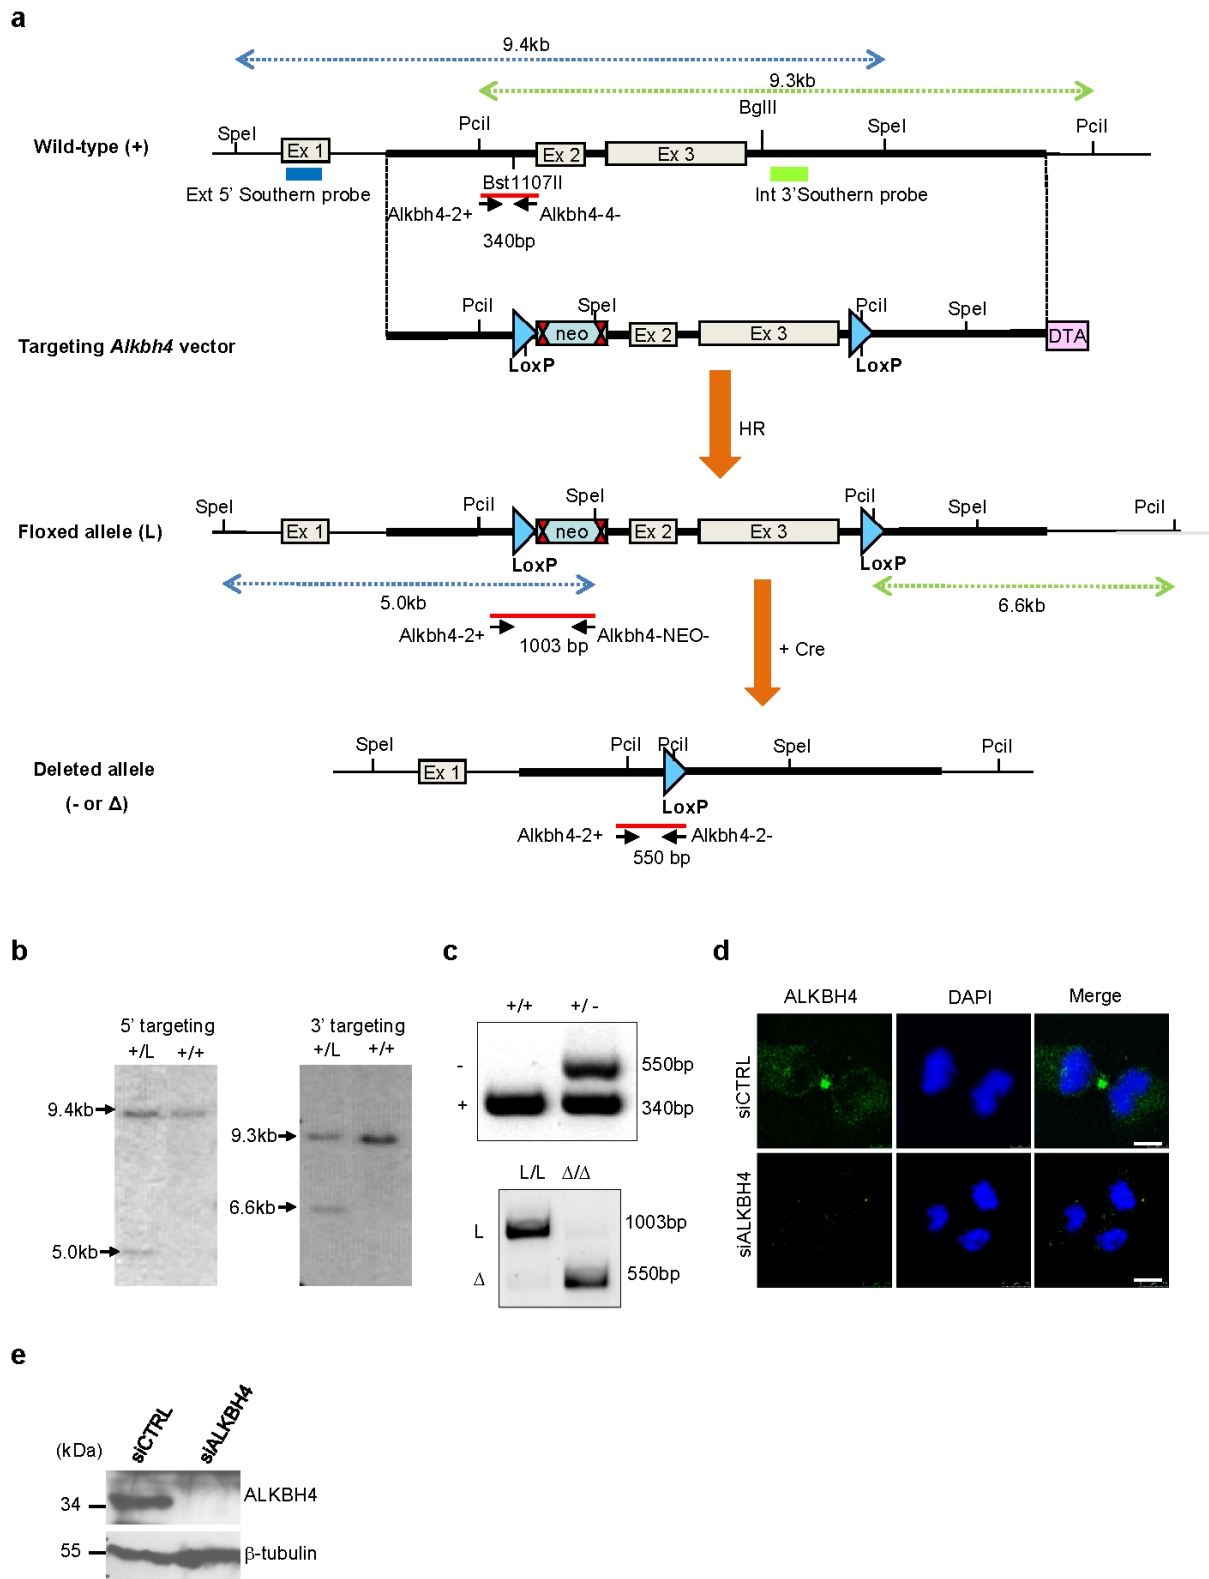 a
9.4kb
9.3kb
BglII
SpeI
PciI
SpeI
PciI
Wild-type (+)
Ex 1
Ex 2
Ex 3
Bst1107II
Ext 5' Southern probe
Int 3'Southern probe
Alkbh4-2+
Alkbh4-4-
340bp
PciI
SpeI
PciI
SpeI
Targeting Alkbh4 vector
neo
Ex 2
Ex 3
DTA
LoxP
LoxP
HR
SpeI
PciI
SpeI
PciI
SpeI
PciI
Floxed allele (L)
Ex 1
neo
Ex 2
Ex 3
LoxP
LoxP
5.0kb
6.6kb
Alkbh4-2+
1003 bp
Alkbh4-NEO-
+ Cre
SpeI
PciI
PciI
SpeI
PciI
Deleted allele
(- or Δ)
Ex 1
LoxP
Alkbh4-2+
Alkbh4-2-
550 bp
b
5' targeting
+/L
+/+
9.4kb
5.0kb
3' targeting
+/L
+/+
9.3kb
6.6kb
c
+/+
+/-
-
550bp
+
340bp
L/L
Δ/Δ
L
1003bp
Δ
550bp
d
ALKBH4
DAPI
Merge
siCTRL
siALKBH4
e
siCTRL
siALKBH4
(kDa)
34
ALKBH4
55
β-tubulin